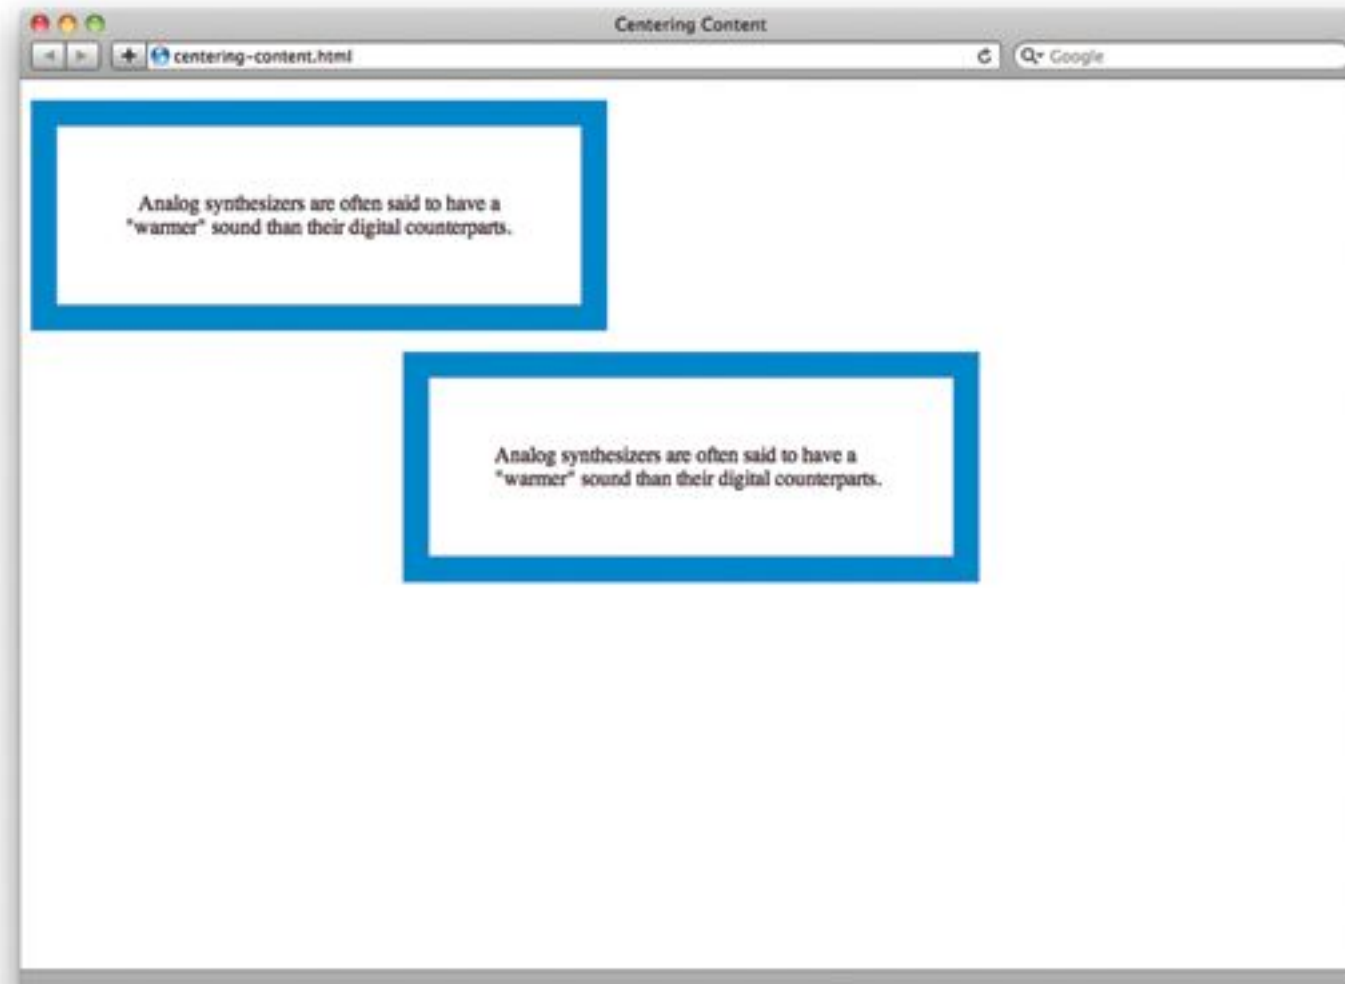 Centering Content
centering-content.html
Google
Analog synthesizers are often said to have a
"warmer" sound than their digital counterparts.
Analog synthesizers are often said to have a
"warmer" sound than their digital counterparts.